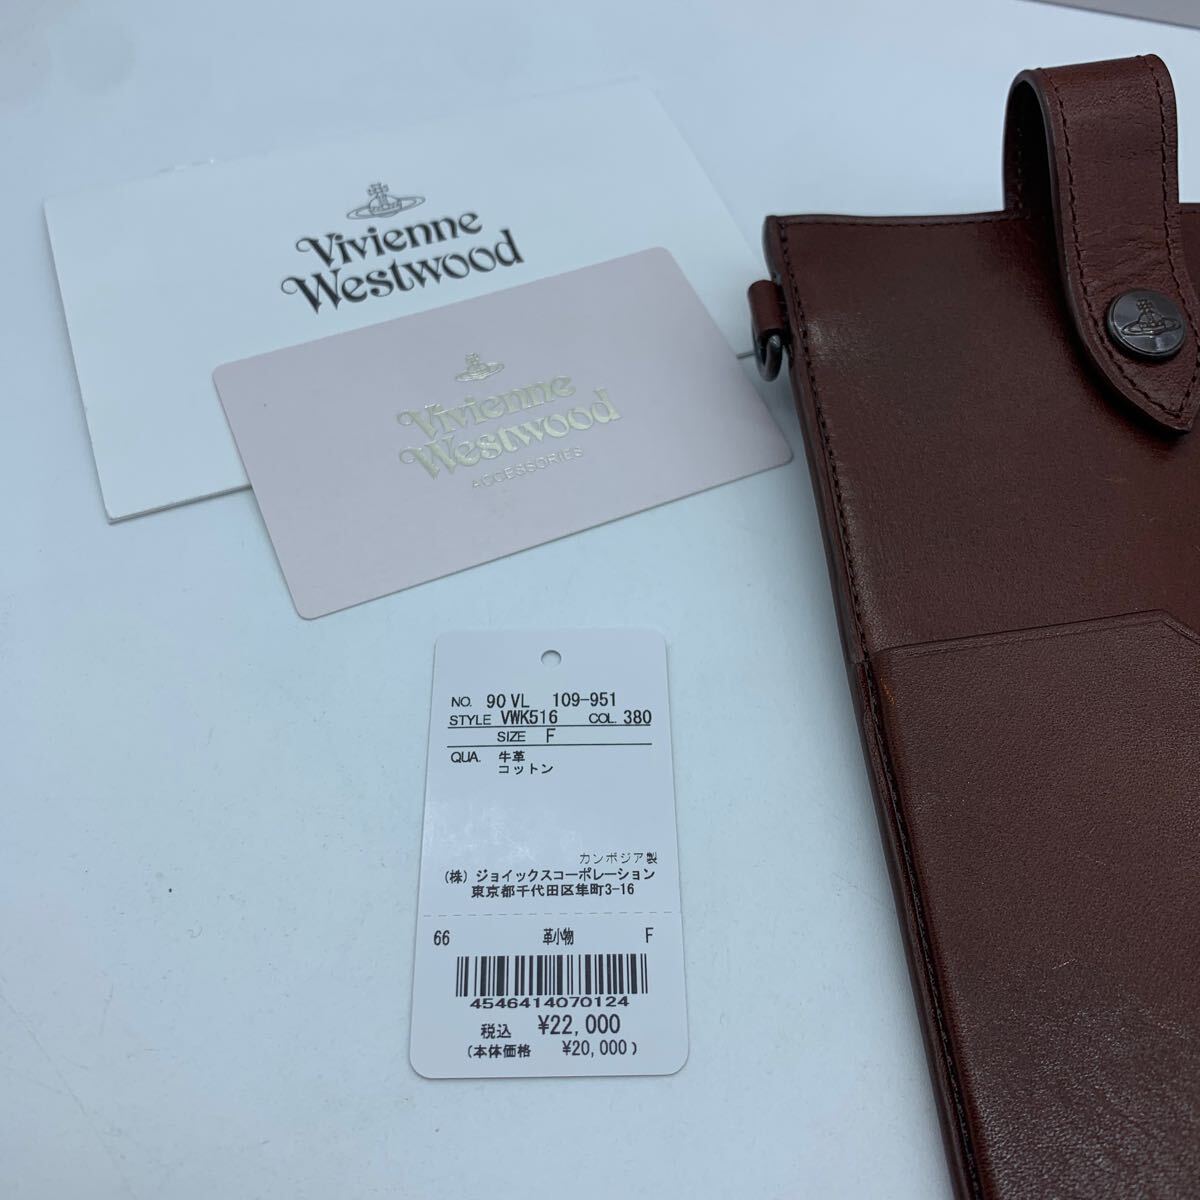 Vivienne
Westwood
Vivienne
Westwood
ACCESSORIES
NO. 90 VL 109-951
STYLE VWK516 COL. 380
SIZE F
QUA. 牛革
コットン
カンボジア製
(株) ジョイックスコーポレーション
東京都千代田区隼町3-16
66 革小物 F
4546414070124
税込 ¥22,000
(本体価格 ¥20,000)